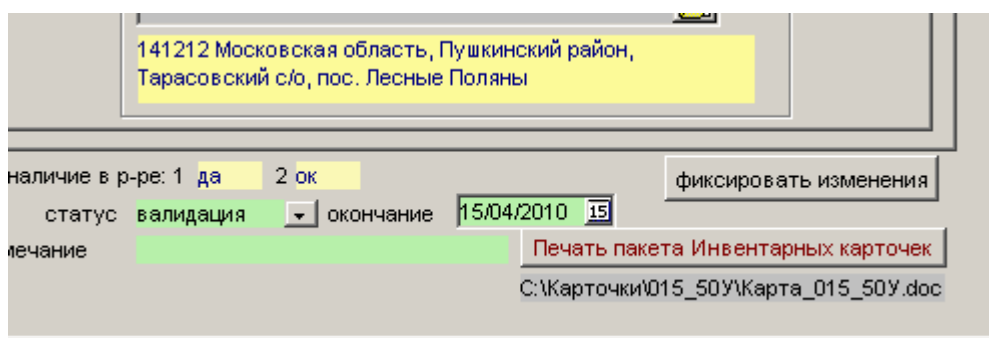 141212 Московская область, Пушкинский район,
Тарасовский с/о, пос. Лесные Поляны
наличие в р-ре: 1 да 2 ок
фиксировать изменения
статус валидация окончание 15/04/2010 15
мечание
Печать пакета Инвентарных карточек
C:\Карточки\015_50У\Карта_015_50У.doc